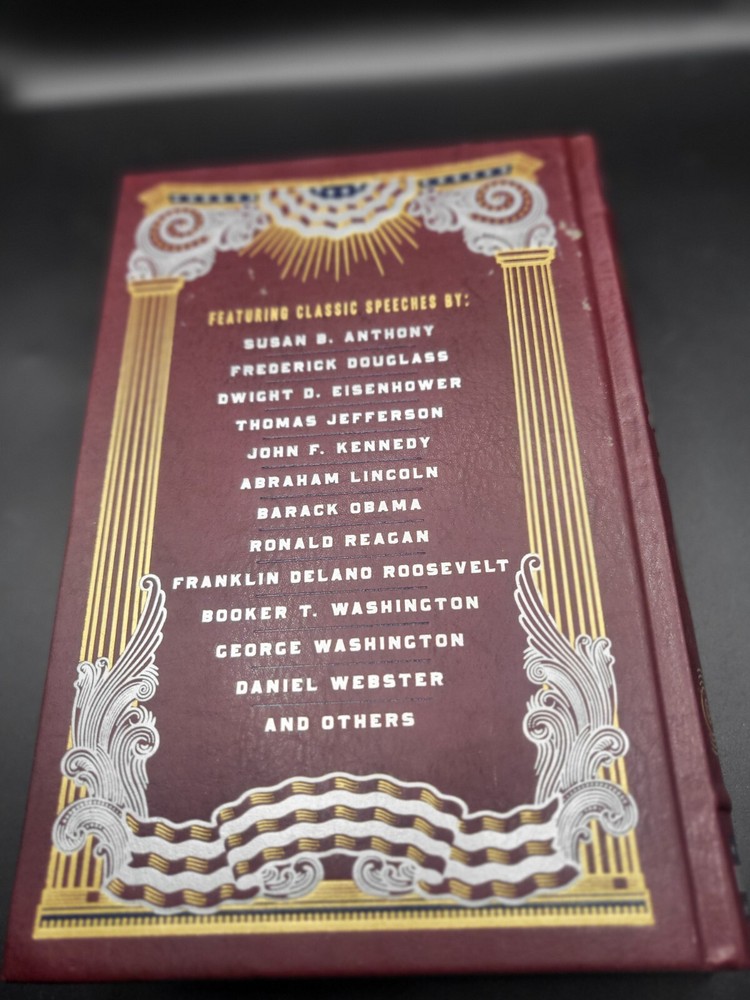 FEATURING CLASSIC SPEECHES BY:
SUSAN B. ANTHONY
FREDERICK DOUGLASS
DWIGHT D. EISENHOWER
THOMAS JEFFERSON
JOHN F. KENNEDY
ABRAHAM LINCOLN
BARACK OBAMA
RONALD REAGAN
FRANKLIN DELANO ROOSEVELT
BOOKER T. WASHINGTON
GEORGE WASHINGTON
DANIEL WEBSTER
AND OTHERS